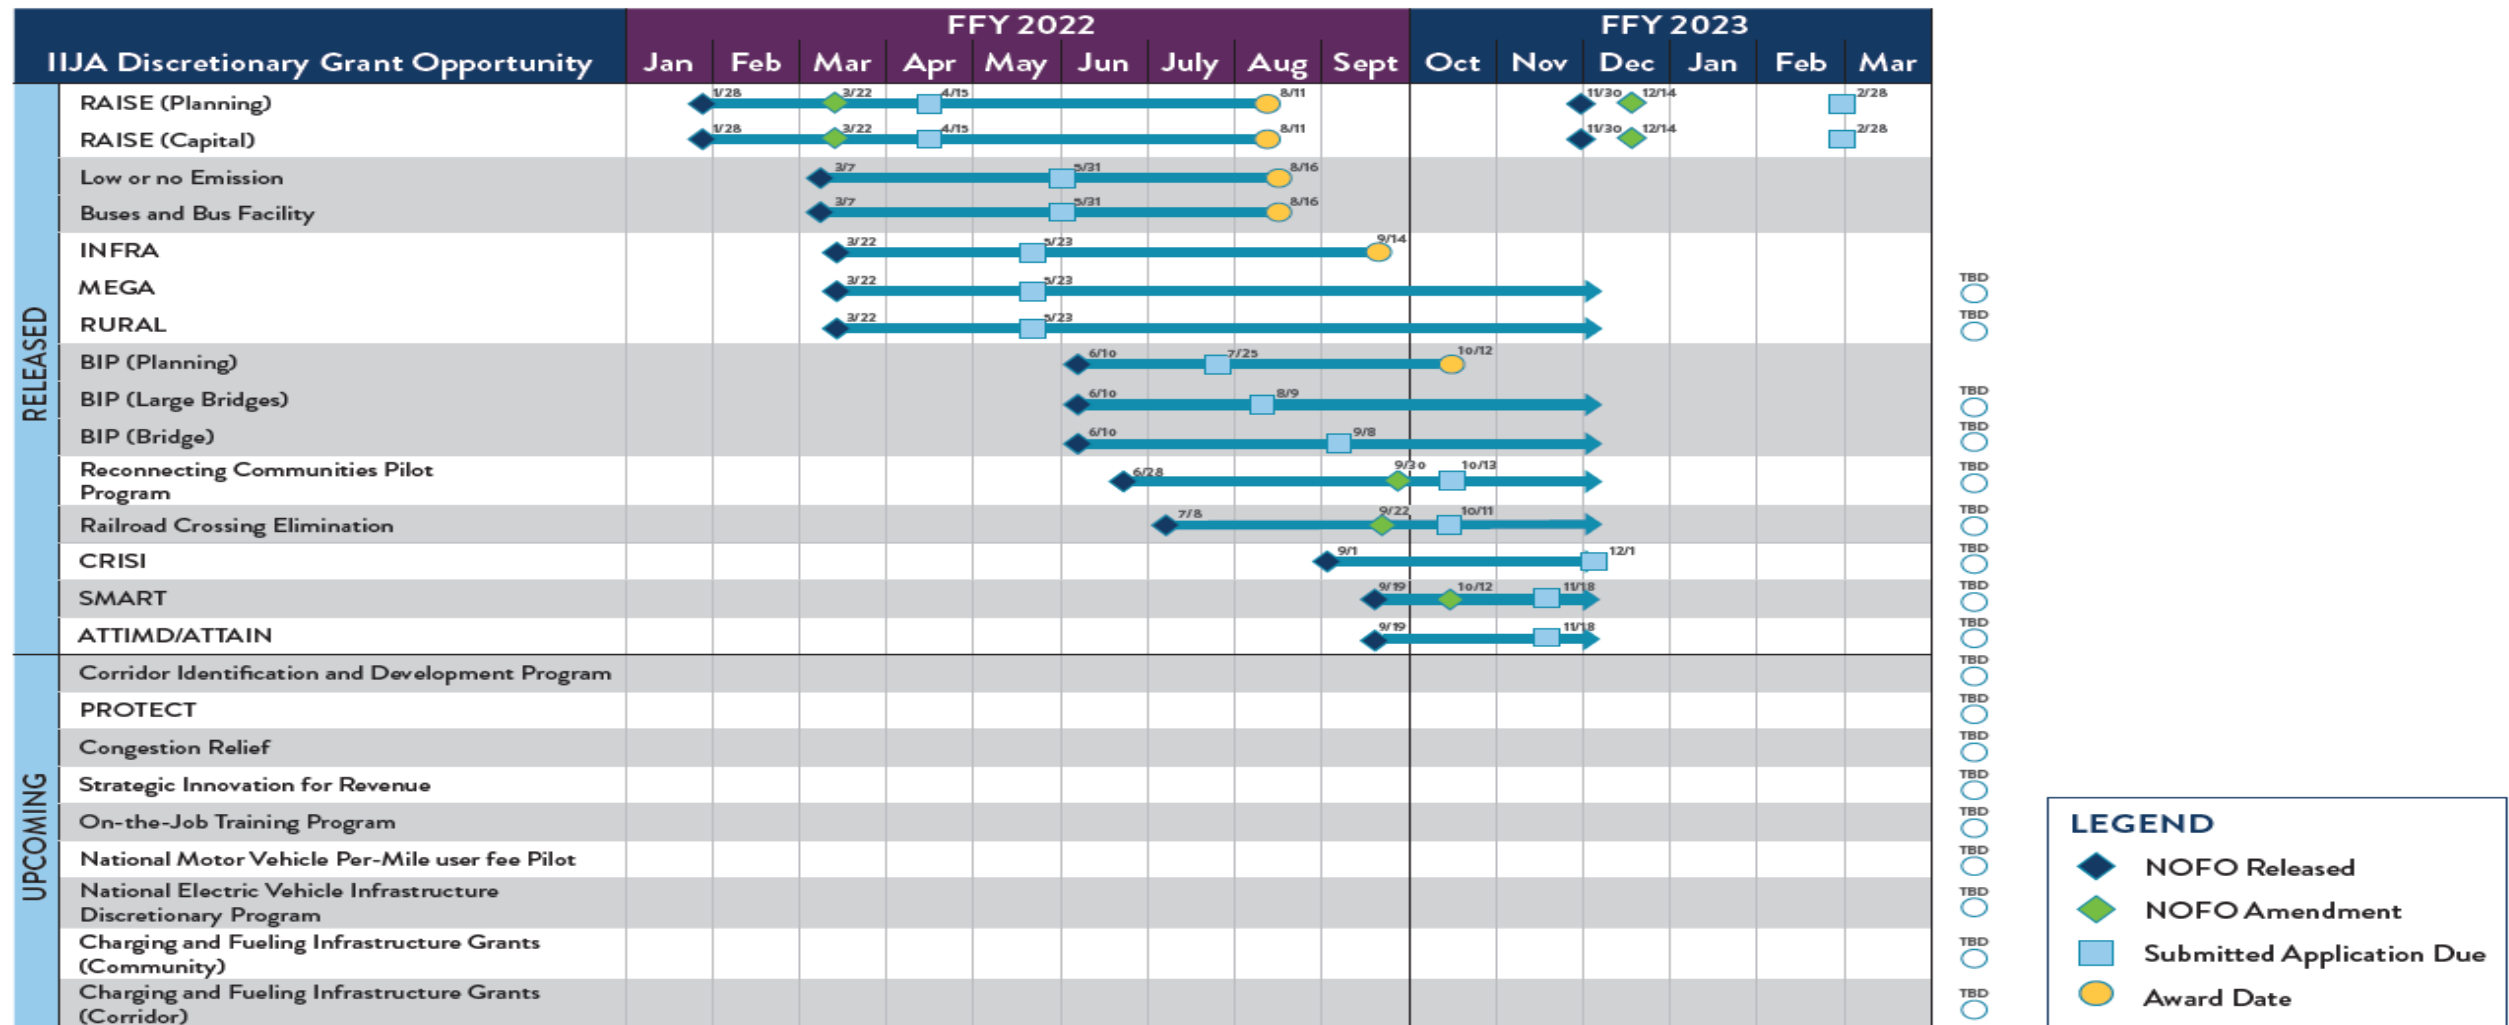 FFY 2022 FFY 2023
IIJA Discretionary Grant Opportunity Jan Feb Mar Apr May Jun July Aug Sept Oct Nov Dec Jan Feb Mar
RELEASED
RAISE (Planning) 1/28 3/22 4/15 8/11 11/30 12/14 2/28
RAISE (Capital) 1/28 3/22 4/15 8/11 11/30 12/14 2/28
Low or no Emission 3/7 5/31 8/16
Buses and Bus Facility 3/7 5/31 8/16
INFRA 3/22 5/23 9/14
MEGA 3/22 5/23 TBD
RURAL 3/22 5/23 TBD
BIP (Planning) 6/10 7/25 10/12
BIP (Large Bridges) 6/10 8/9 TBD
BIP (Bridge) 6/10 9/8 TBD
Reconnecting Communities Pilot
Program 6/28 9/30 10/13 TBD
Railroad Crossing Elimination 7/8 9/22 10/11 TBD
CRISI 9/1 12/1 TBD
SMART 9/19 10/12 11/18 TBD
ATTIMD/ATTAIN 9/19 11/18 TBD
UPCOMING
Corridor Identification and Development Program TBD
PROTECT TBD
Congestion Relief TBD
Strategic Innovation for Revenue TBD
On-the-Job Training Program TBD
National Motor Vehicle Per-Mile user fee Pilot TBD
National Electric Vehicle Infrastructure
Discretionary Program TBD
Charging and Fueling Infrastructure Grants
(Community) TBD
Charging and Fueling Infrastructure Grants
(Corridor) TBD
LEGEND
NOFO Released
NOFO Amendment
Submitted Application Due
Award Date